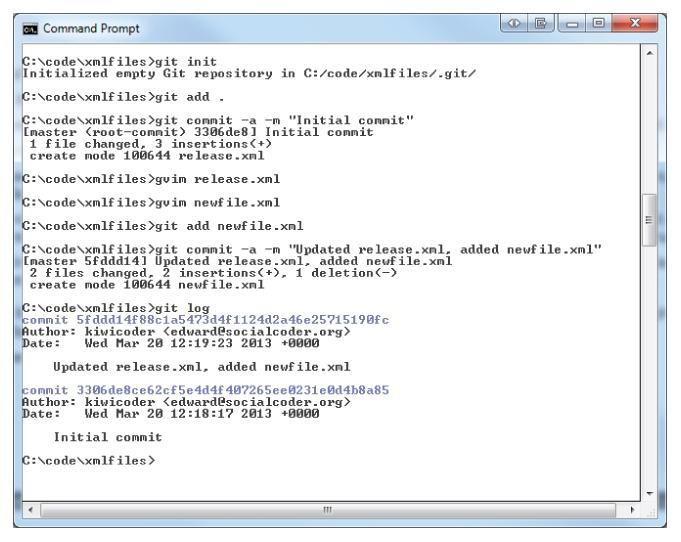 Command Prompt
C:\code\xmlfiles>git init
Initialized empty Git repository in C:/code/xmlfiles/.git/
C:\code\xmlfiles>git add .
C:\code\xmlfiles>git commit -a -m "Initial commit"
[master (root-commit) 3306de8] Initial commit
 1 file changed, 3 insertions(+)
 create mode 100644 release.xml
C:\code\xmlfiles>gvim release.xml
C:\code\xmlfiles>gvim newfile.xml
C:\code\xmlfiles>git add newfile.xml
C:\code\xmlfiles>git commit -a -m "Updated release.xml, added newfile.xml"
[master 5fddd14] Updated release.xml, added newfile.xml
 2 files changed, 2 insertions(+), 1 deletion(-)
 create mode 100644 newfile.xml
C:\code\xmlfiles>git log
commit 5fddd14f88c1a5473d4f1124d2a46e25715190fc
Author: kiwicoder <edward@socialcoder.org>
Date:   Wed Mar 20 12:19:23 2013 +0000
    Updated release.xml, added newfile.xml
commit 3306de8ce62cf5e4d4f407265ee0231e0d4b8a85
Author: kiwicoder <edward@socialcoder.org>
Date:   Wed Mar 20 12:18:17 2013 +0000
    Initial commit
C:\code\xmlfiles>